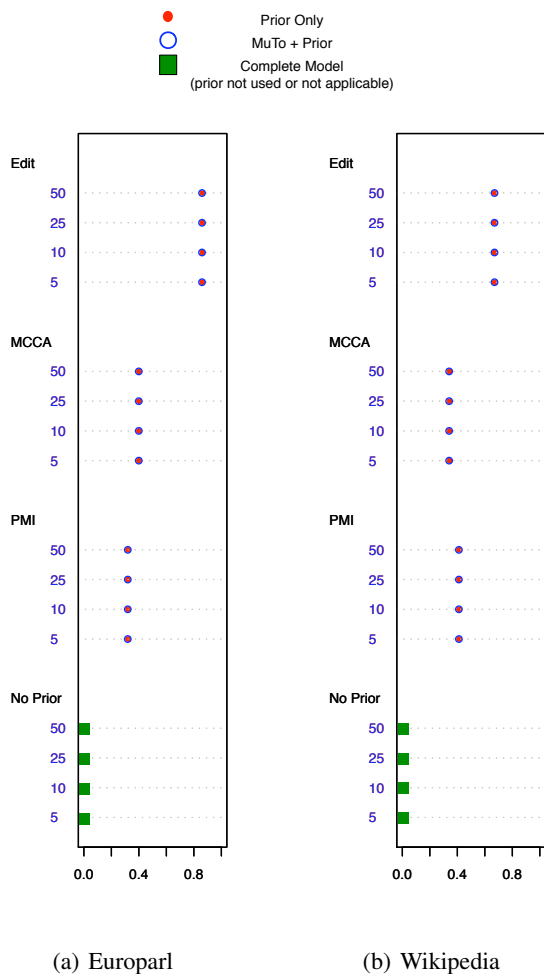 Prior Only
MuTo + Prior
Complete Model
(prior not used or not applicable)
Edit
50
25
10
5
MCCA
50
25
10
5
PMI
50
25
10
5
No Prior
50
25
10
5
0.0 0.4 0.8
(a) Europarl
Edit
50
25
10
5
MCCA
50
25
10
5
PMI
50
25
10
5
No Prior
50
25
10
5
0.0 0.4 0.8
(b) Wikipedia